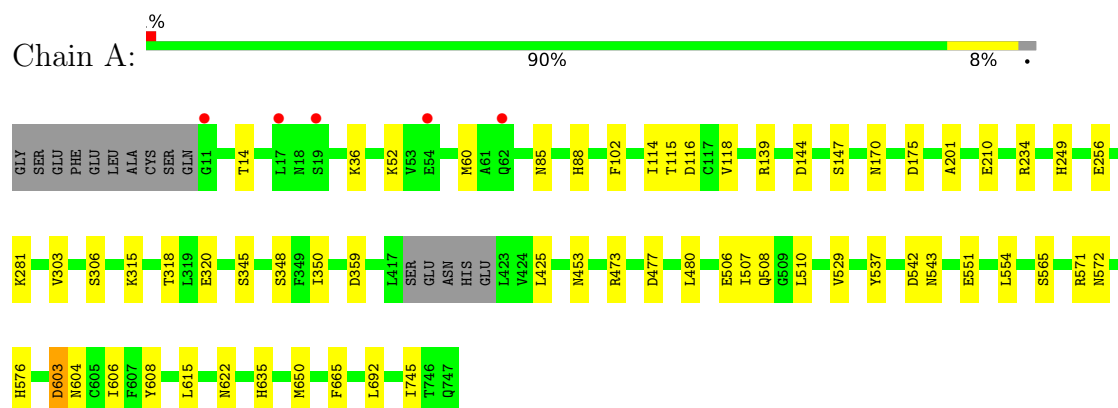 %
Chain A:
90% 8%
GLY SER GLU PHE GLU LEU ALA CYS SER GLN G11 T14 L17 N18 S19 K36 K52 V53 E54 M60 A61 Q62 N85 H88 F102 I114 T115 D116 C117 V118 R139 D144 S147 N170 D175 A201 E210 R234 H249 E256
K281 V303 S306 K315 T318 L319 E320 S345 S348 F349 I350 D359 L417 SER GLU ASN HIS GLU L423 V424 L425 N453 R473 D477 L480 E506 I507 Q508 G509 L510 V529 Y537 D542 N543 E551 L554 S565 R571 N572
H576 D603 N604 C605 I606 F607 Y608 L615 N622 H635 M650 F665 L692 I745 T746 Q747